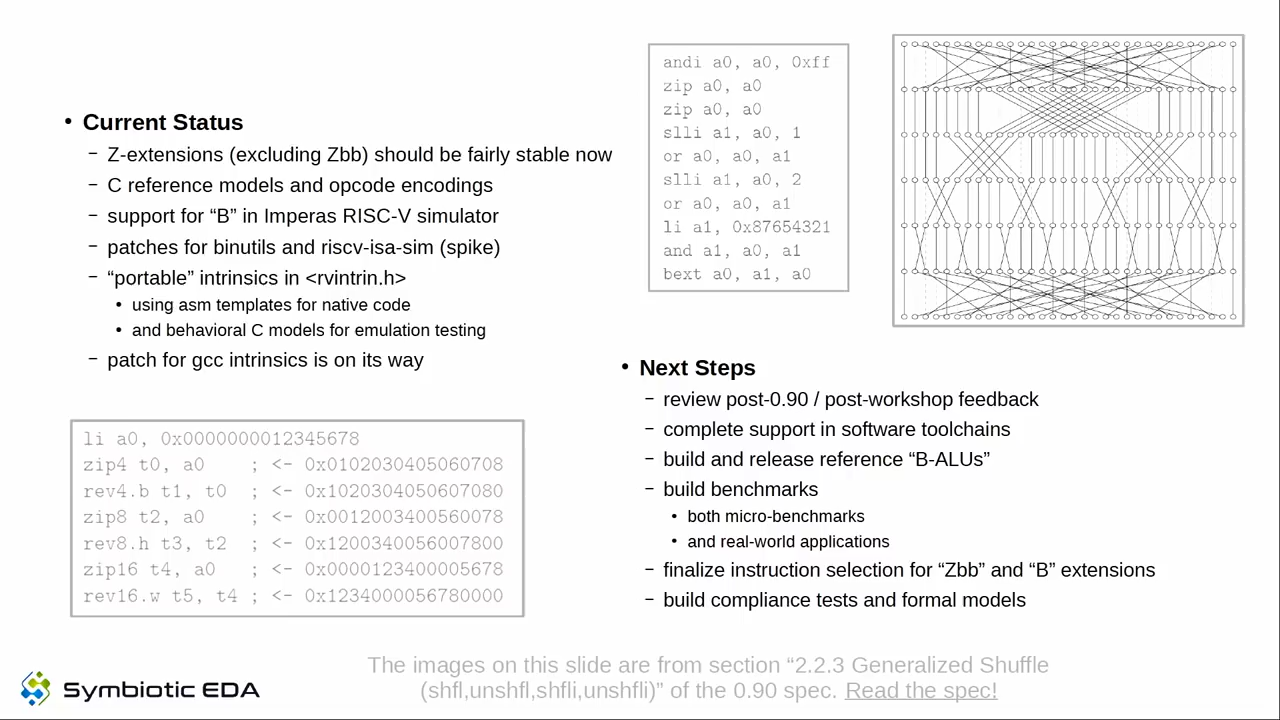 • Current Status
– Z-extensions (excluding Zbb) should be fairly stable now
– C reference models and opcode encodings
– support for “B” in Imperas RISC-V simulator
– patches for binutils and riscv-isa-sim (spike)
– “portable” intrinsics in <rvintrin.h>
• using asm templates for native code
• and behavioral C models for emulation testing
– patch for gcc intrinsics is on its way
andi a0, a0, 0xff
zip a0, a0
zip a0, a0
slli a1, a0, 1
or a0, a0, a1
slli a1, a0, 2
or a0, a0, a1
li a1, 0x87654321
and a1, a0, a1
bext a0, a1, a0
li a0, 0x0000000012345678
zip4 t0, a0 ; <- 0x0102030405060708
rev4.b t1, t0 ; <- 0x1020304050607080
zip8 t2, a0 ; <- 0x0012003400560078
rev8.h t3, t2 ; <- 0x1200340056007800
zip16 t4, a0 ; <- 0x0000123400005678
rev16.w t5, t4 ; <- 0x1234000056780000
• Next Steps
– review post-0.90 / post-workshop feedback
– complete support in software toolchains
– build and release reference “B-ALUs”
– build benchmarks
• both micro-benchmarks
• and real-world applications
– finalize instruction selection for “Zbb” and “B” extensions
– build compliance tests and formal models
Symbiotic EDA
The images on this slide are from section “2.2.3 Generalized Shuffle
(shfl,unshfl,shfli,unshfli)” of the 0.90 spec. Read the spec!